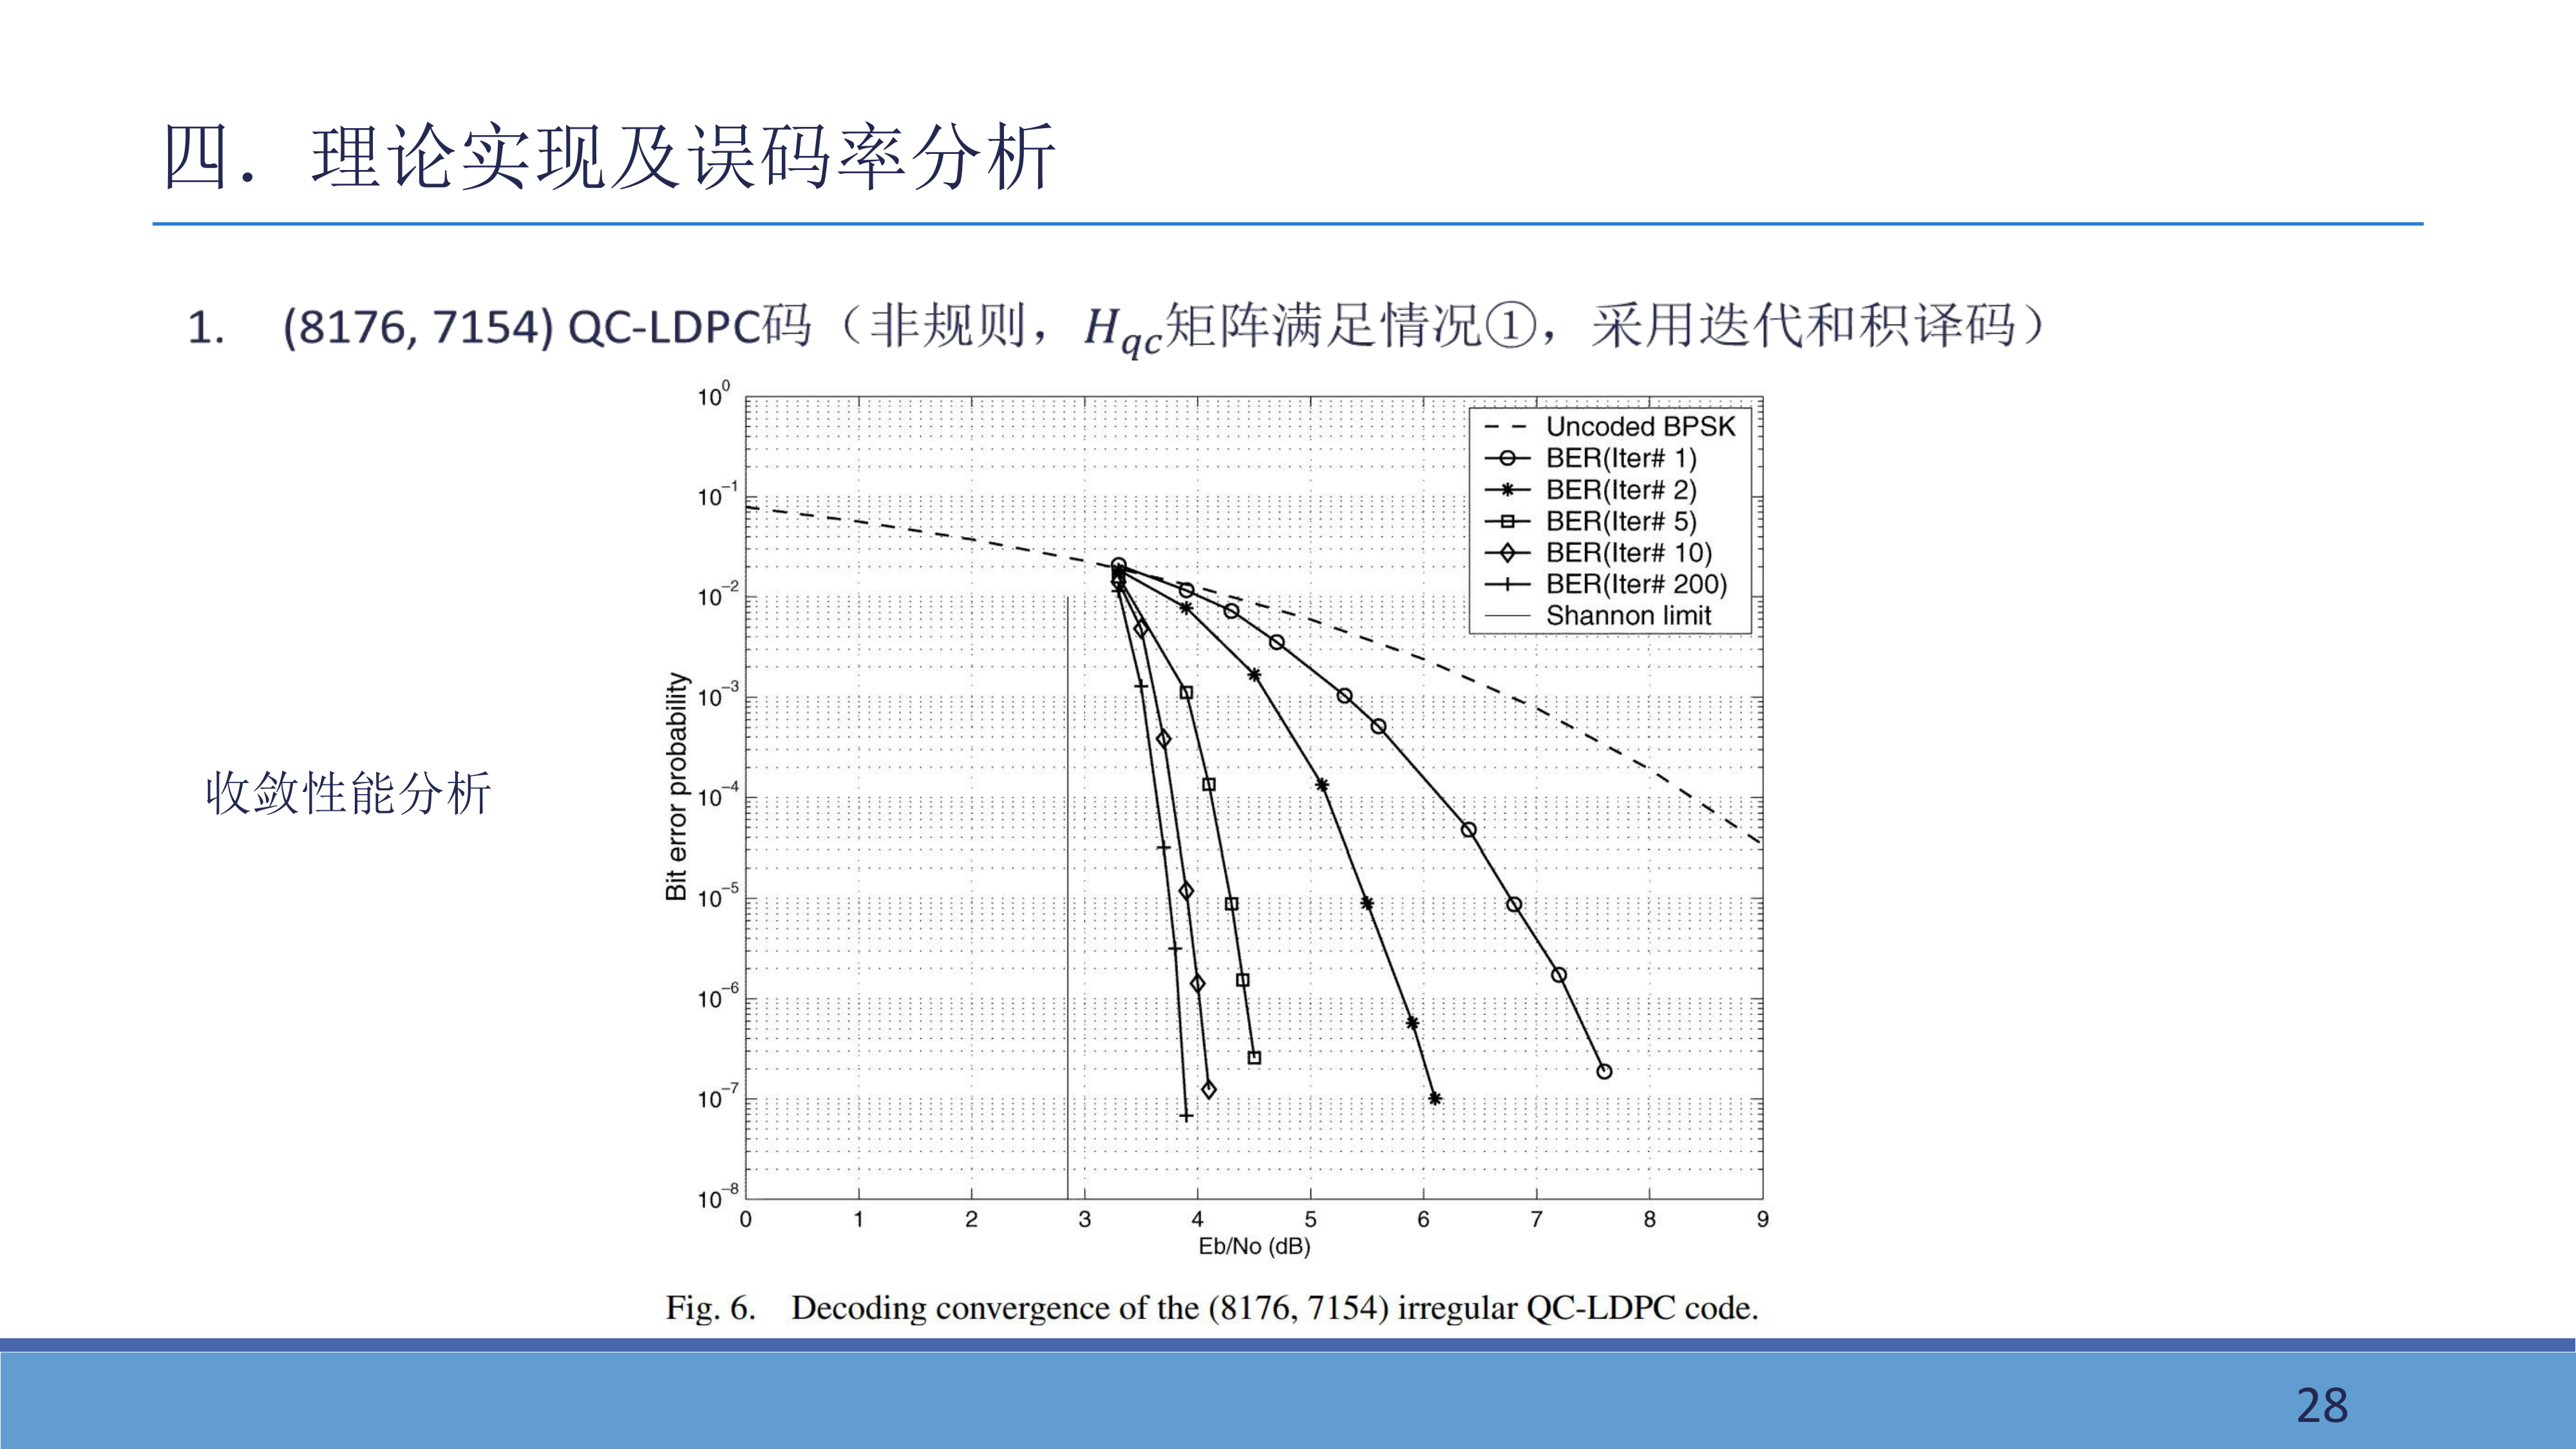 四．理论实现及误码率分析
1. (8176, 7154) QC-LDPC码（非规则，H_qc矩阵满足情况①，采用迭代和积译码）
收敛性能分析
Bit error probability
10^0
10^−1
10^−2
10^−3
10^−4
10^−5
10^−6
10^−7
10^−8
0 1 2 3 4 5 6 7 8 9
Eb/No (dB)
Uncoded BPSK
BER(Iter# 1)
BER(Iter# 2)
BER(Iter# 5)
BER(Iter# 10)
BER(Iter# 200)
Shannon limit
Fig. 6. Decoding convergence of the (8176, 7154) irregular QC-LDPC code.
28